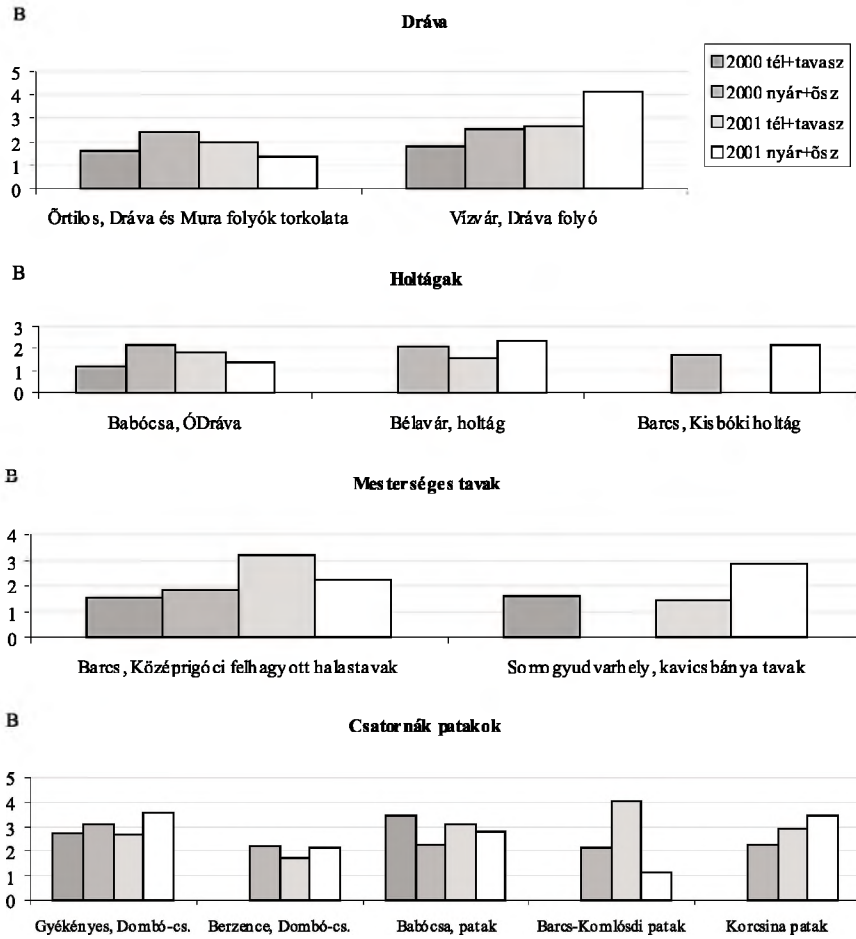 B
Dráva
5
4
3
2
1
0
2000 tél+tavasz
2000 nyár+õsz
2001 tél+tavasz
2001 nyár+õsz
Õrtilos, Dráva és Mura folyók torkolata
Vízvár, Dráva folyó
B
Holtágak
3
2
1
0
Babócsa, ÓDráva
Bélavár, holtág
Barcs, Kisbóki holtág
B
Mesterséges tavak
4
3
2
1
0
Barcs, Középrigóci felhagyott halastavak
Somogyudvarhely, kavicsbánya tavak
B
Csatornák patakok
5
4
3
2
1
0
Gyékényes, Dombó-cs.
Berzence, Dombó-cs.
Babócsa, patak
Barcs-Komlósdi patak
Korcsina patak